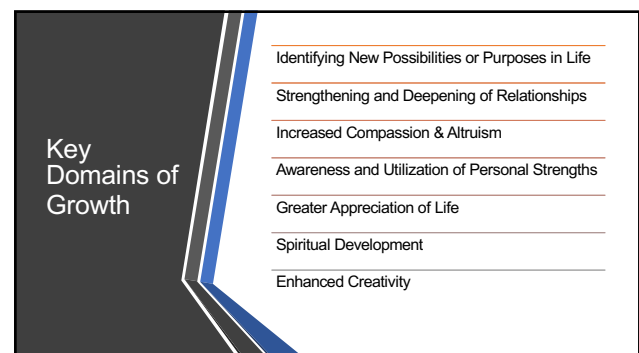 Key
Domains of
Growth
Identifying New Possibilities or Purposes in Life
Strengthening and Deepening of Relationships
Increased Compassion & Altruism
Awareness and Utilization of Personal Strengths
Greater Appreciation of Life
Spiritual Development
Enhanced Creativity